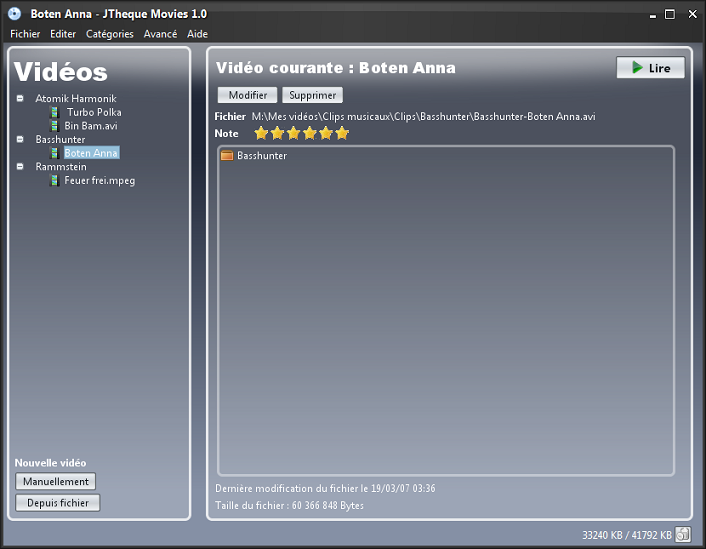 Boten Anna - JTheque Movies 1.0
Fichier Editer Catégories Avancé Aide
Vidéos
Atomik Harmonik
Turbo Polka
Bin Bam.avi
Basshunter
Boten Anna
Rammstein
Feuer frei.mpeg
Nouvelle vidéo
Manuellement
Depuis fichier
Vidéo courante : Boten Anna
Lire
Modifier Supprimer
Fichier M:\Mes vidéos\Clips musicaux\Clips\Basshunter\Basshunter-Boten Anna.avi
Note
Basshunter
Dernière modification du fichier le 19/03/07 03:36
Taille du fichier : 60 366 848 Bytes
33240 KB / 41792 KB